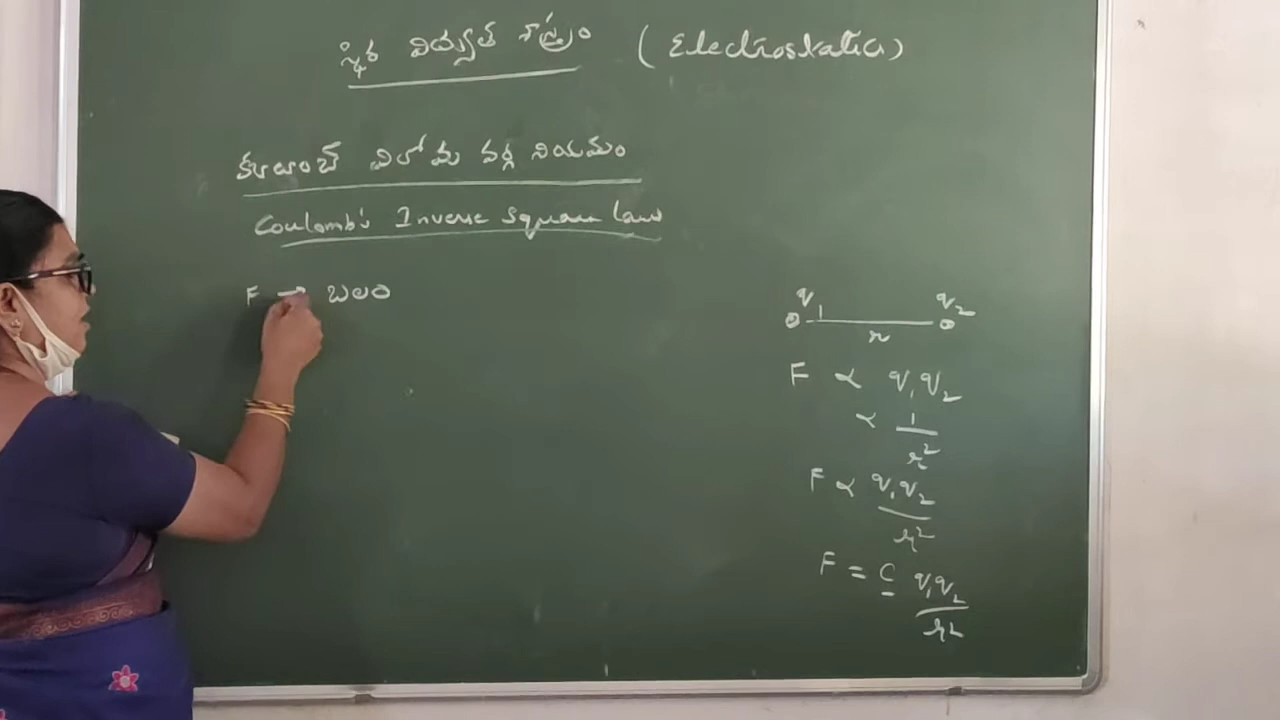 స్థిర విద్యుత్ శాస్త్రం (Electrostatics)
కులూంబ్ విలోమ వర్గ నియమం
Coulomb's Inverse Square Law
F → బలం
q₁ q₂
r
F ∝ q₁q₂
∝ 1/r²
F ∝ q₁q₂/r²
F = C q₁q₂/r²